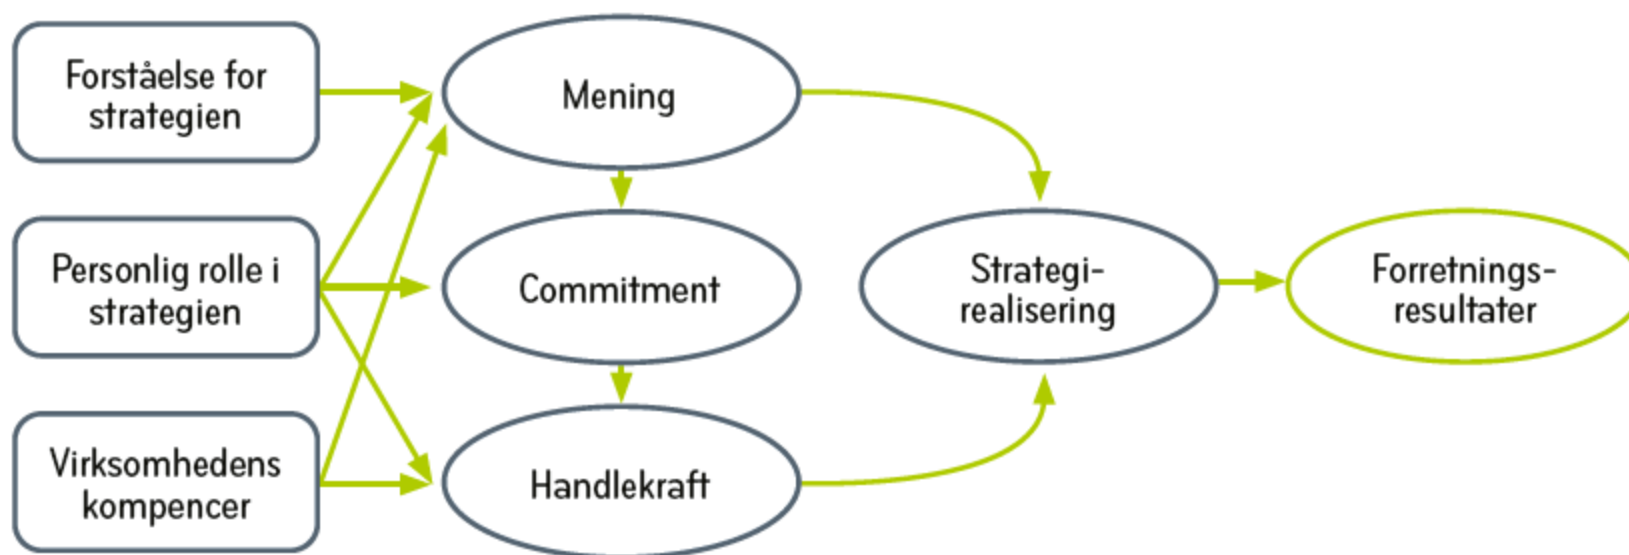 Forståelse for
strategien
Mening
Personlig rolle i
strategien
Commitment
Strategi-
realisering
Forretnings-
resultater
Virksomhedens
kompencer
Handlekraft